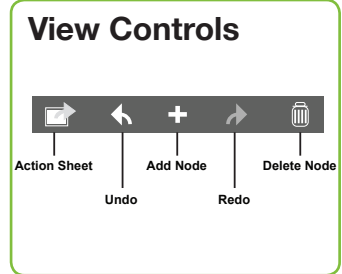 View Controls
Action Sheet Add Node Delete Node
Undo Redo